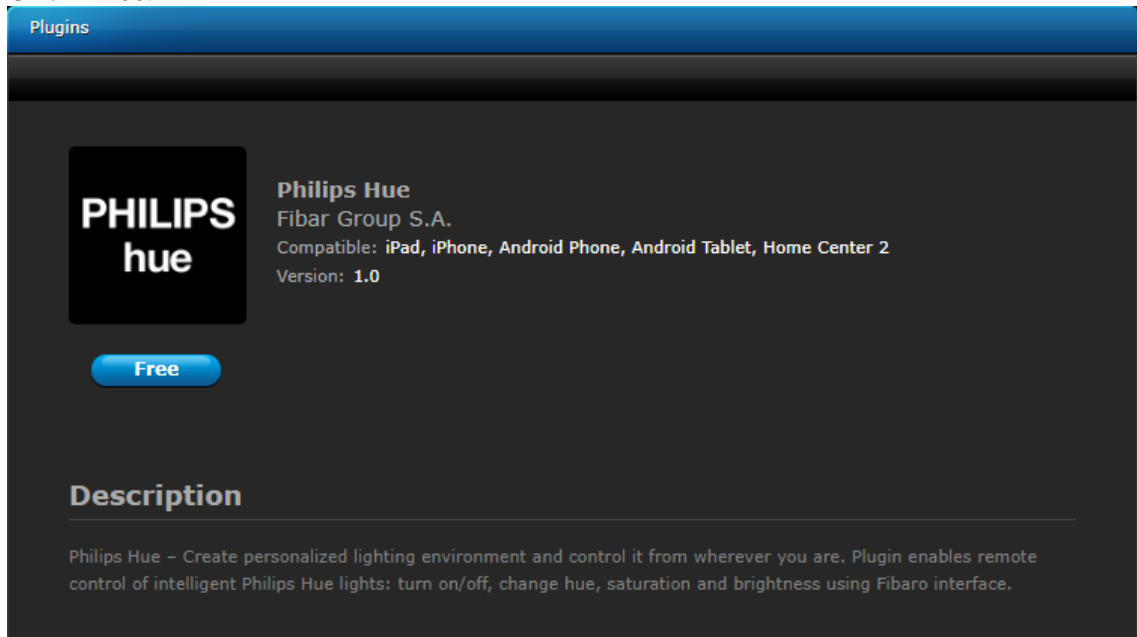 Plugins
PHILIPS
hue
Philips Hue
Fibar Group S.A.
Compatible: iPad, iPhone, Android Phone, Android Tablet, Home Center 2
Version: 1.0
Free
Description
Philips Hue – Create personalized lighting environment and control it from wherever you are. Plugin enables remote
control of intelligent Philips Hue lights: turn on/off, change hue, saturation and brightness using Fibaro interface.